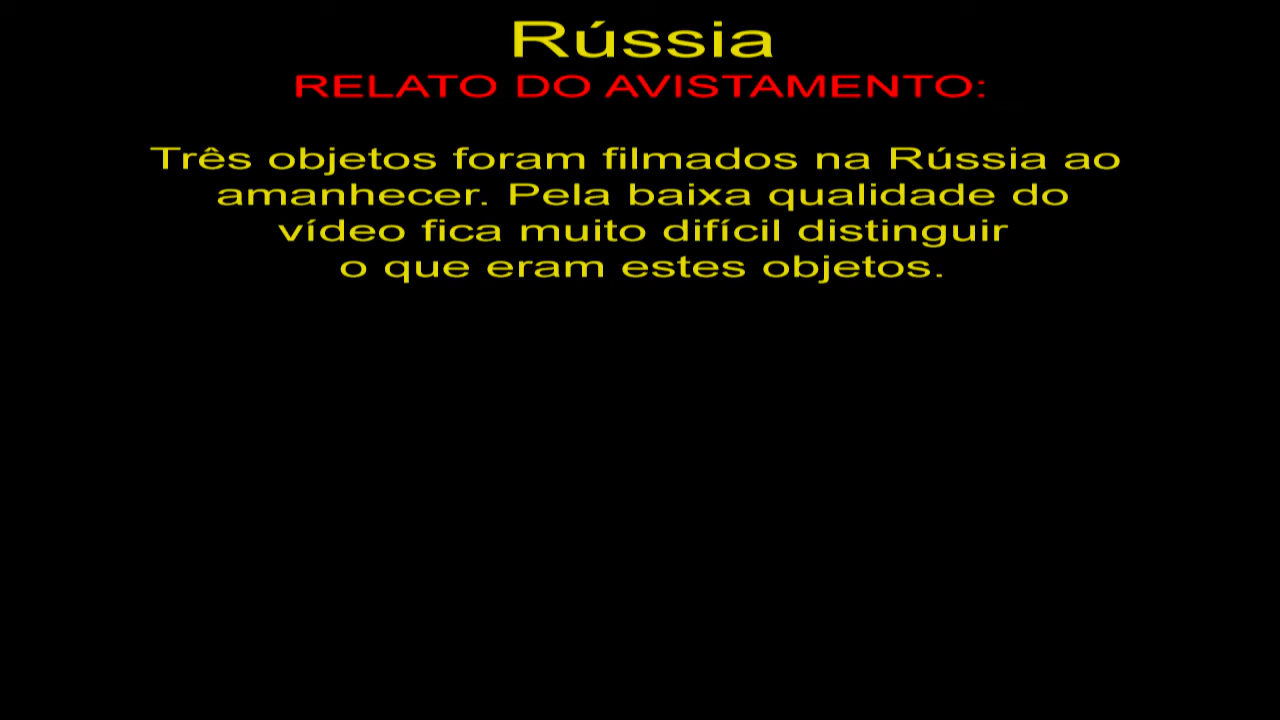 Rússia
RELATO DO AVISTAMENTO:
Três objetos foram filmados na Rússia ao
amanhecer. Pela baixa qualidade do
vídeo fica muito difícil distinguir
o que eram estes objetos.